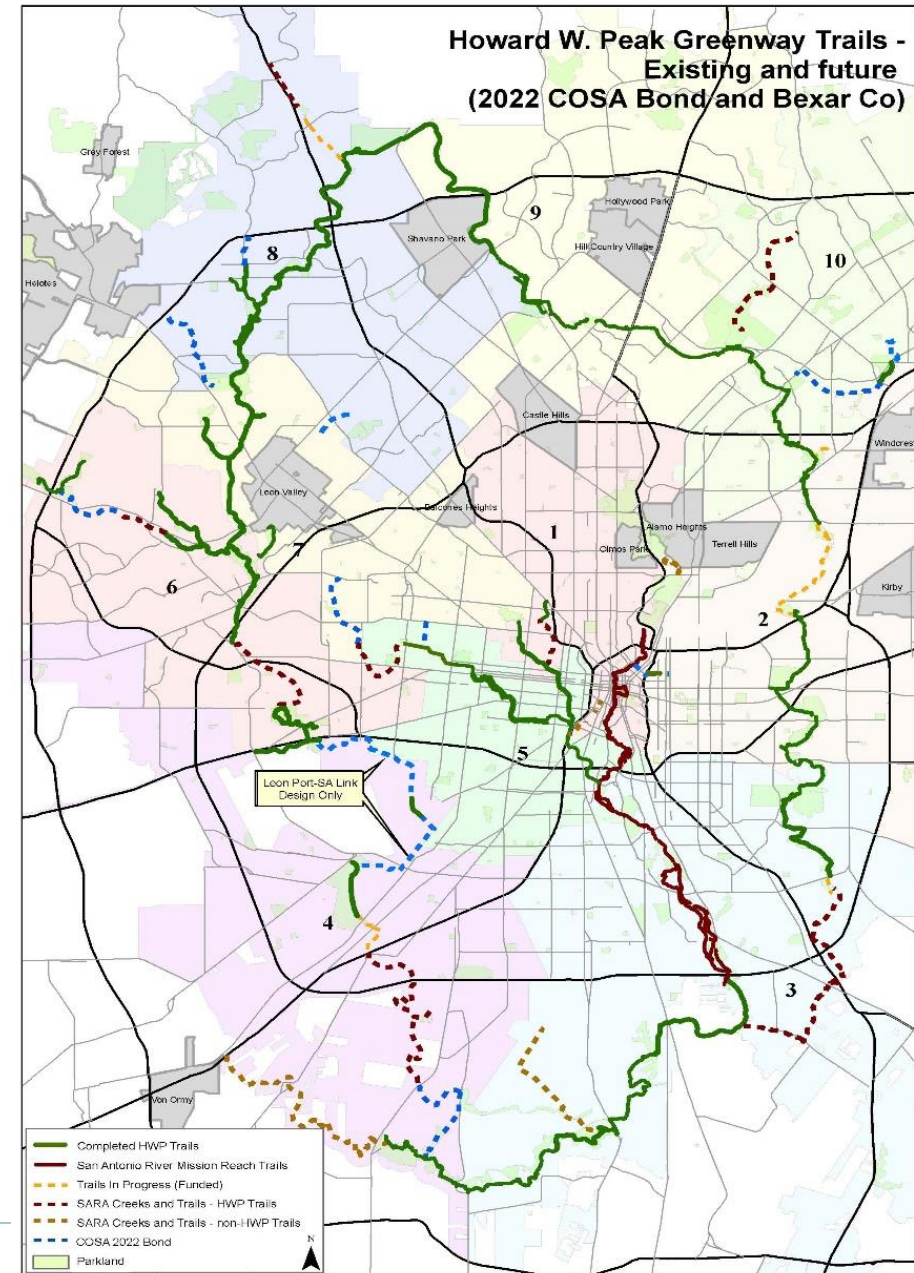 Howard W. Peak Greenway Trails -
Existing and future
(2022 COSA Bond and Bexar Co)
Grey Forest
Hollywood Park
9
Shavano Park
Hill Country Village
8
10
Helotes
Castle Hills
Windcrest
Leon Valley
Balcones Heights
1
Alamo Heights
Olmos Park
Terrell Hills
7
6
Kirby
2
5
Leon Port-SA Link
Design Only
4
3
Von Ormy
Completed HWP Trails
San Antonio River Mission Reach Trails
Trails In Progress (Funded)
SARA Creeks and Trails - HWP Trails
SARA Creeks and Trails - non-HWP Trails
COSA 2022 Bond
Parkland
N